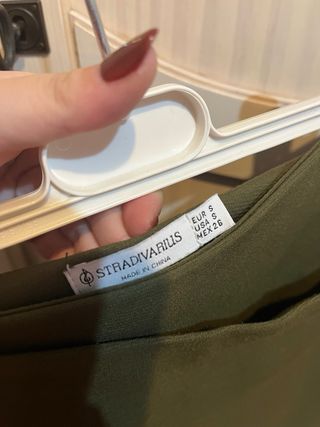 STRADIVARIUS
MADE IN CHINA
EUR S
USA S
MEX 26